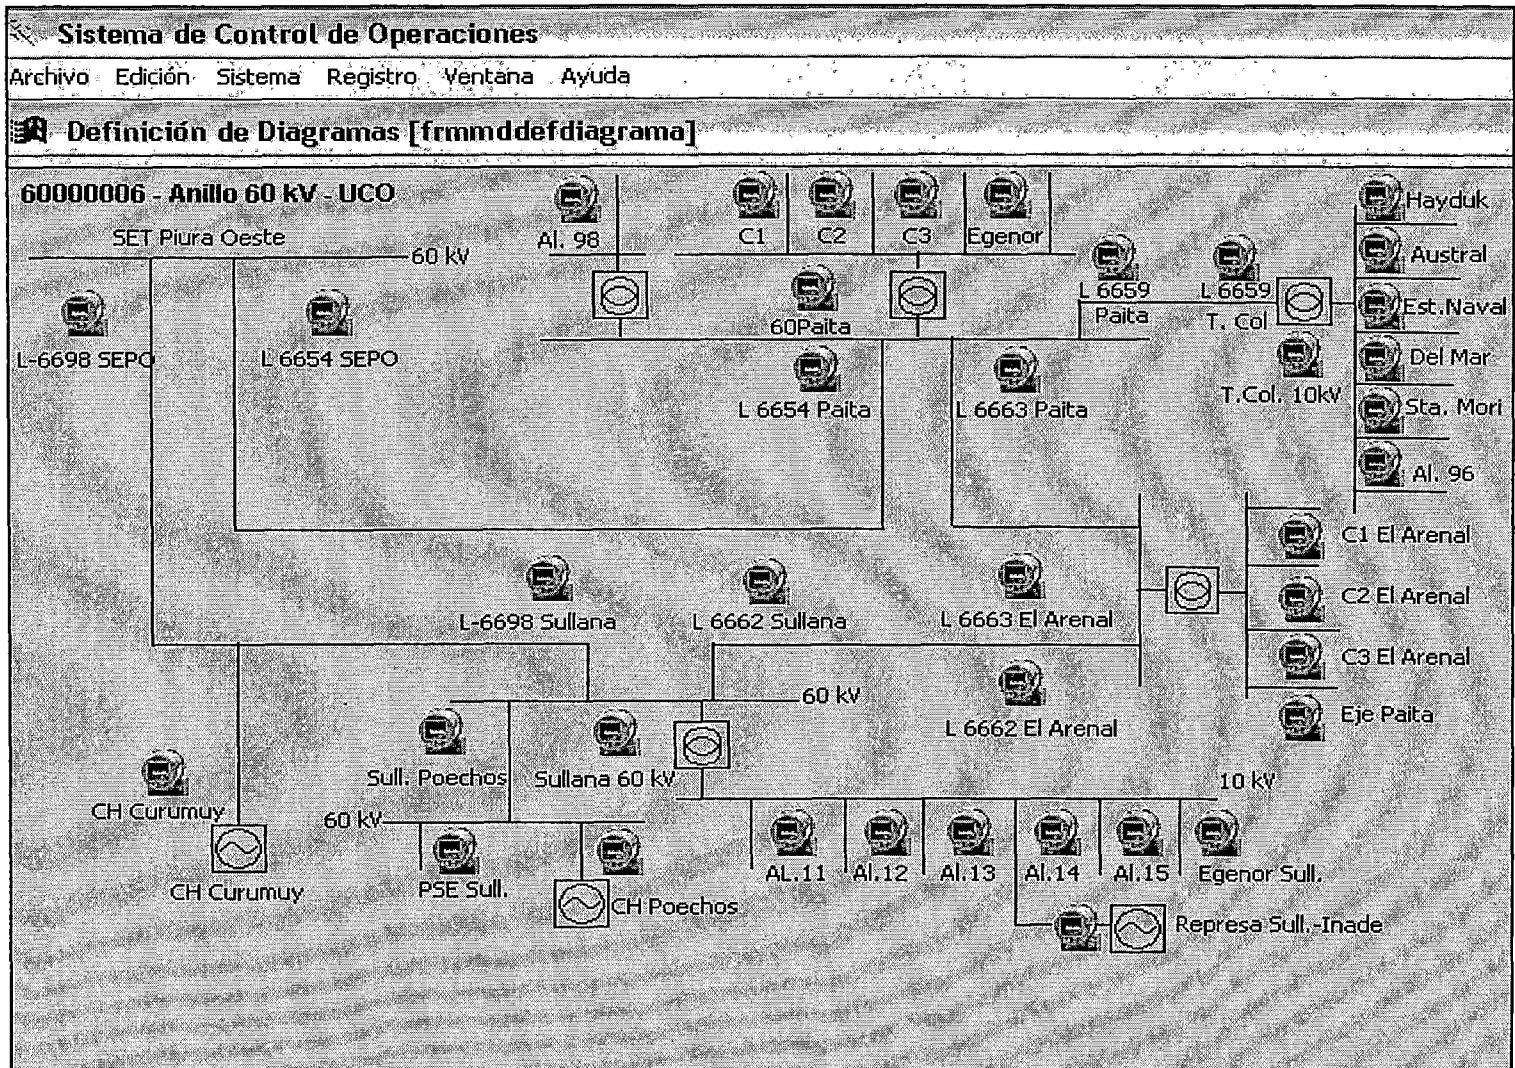 Sistema de Control de Operaciones
Archivo Edición Sistema Registro Ventana Ayuda
Definición de Diagramas [frmmddefdiagrama]
60000006 - Anillo 60 kV - UCO
SET Piura Oeste
60 kV
Al. 98
C1
C2
C3
Egenor
Hayduk
Austral
Est.Naval
Del Mar
Sta. Mori
Al. 96
L 6659
Paita
L 6659
T. Col
T.Col. 10kV
60Paita
L-6698 SEPO
L 6654 SEPO
L 6654 Paita
L 6663 Paita
C1 El Arenal
C2 El Arenal
C3 El Arenal
Eje Paita
L-6698 Sullana
L 6662 Sullana
L 6663 El Arenal
L 6662 El Arenal
60 kV
Sull. Poechos
Sullana 60 kV
10 kV
CH Curumuy
60 kV
CH Curumuy
PSE Sull.
CH Poechos
AL.11
Al.12
Al.13
Al.14
Al.15
Egenor Sull.
Represa Sull.-Inade